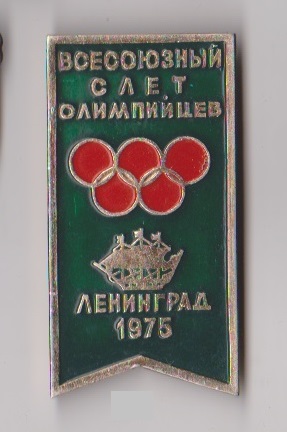 ВСЕСОЮЗНЫЙ
СЛЕТ
ОЛИМПИЙЦЕВ
ЛЕНИНГРАД
1975